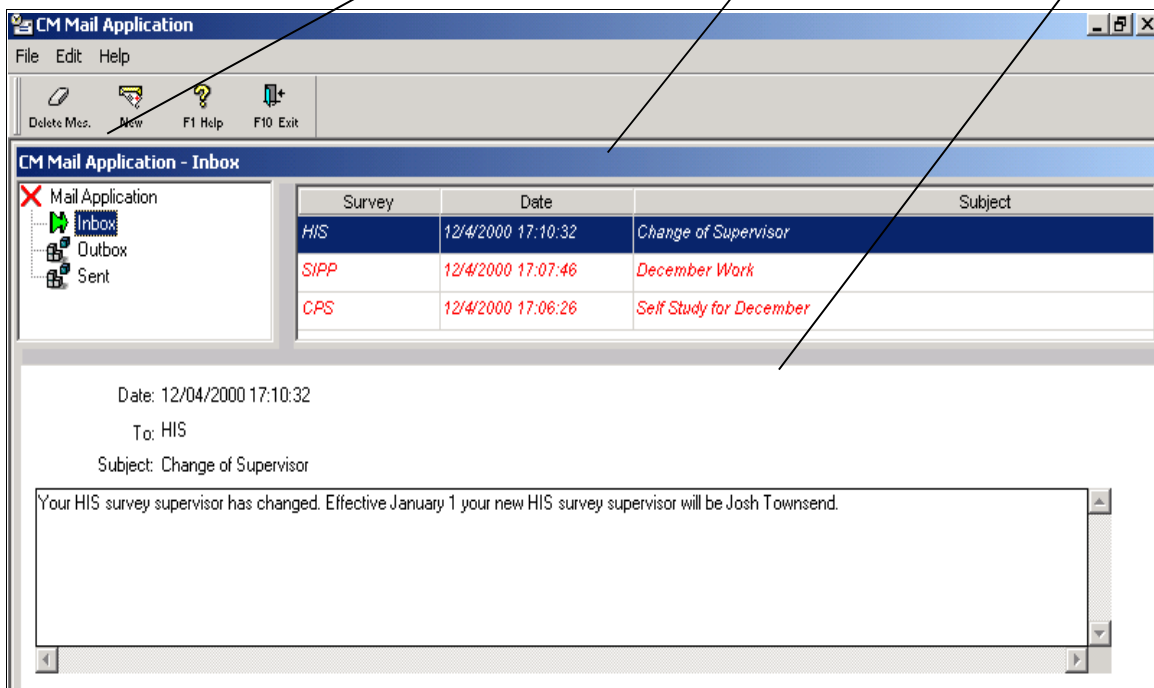 CM Mail Application
File Edit Help
Delete Mes. New F1 Help F10 Exit
CM Mail Application - Inbox
Mail Application
Inbox
Outbox
Sent
Survey Date Subject
HIS 12/4/2000 17:10:32 Change of Supervisor
SIPP 12/4/2000 17:07:46 December Work
CPS 12/4/2000 17:06:26 Self Study for December
Date: 12/04/2000 17:10:32
To: HIS
Subject: Change of Supervisor
Your HIS survey supervisor has changed. Effective January 1 your new HIS survey supervisor will be Josh Townsend.